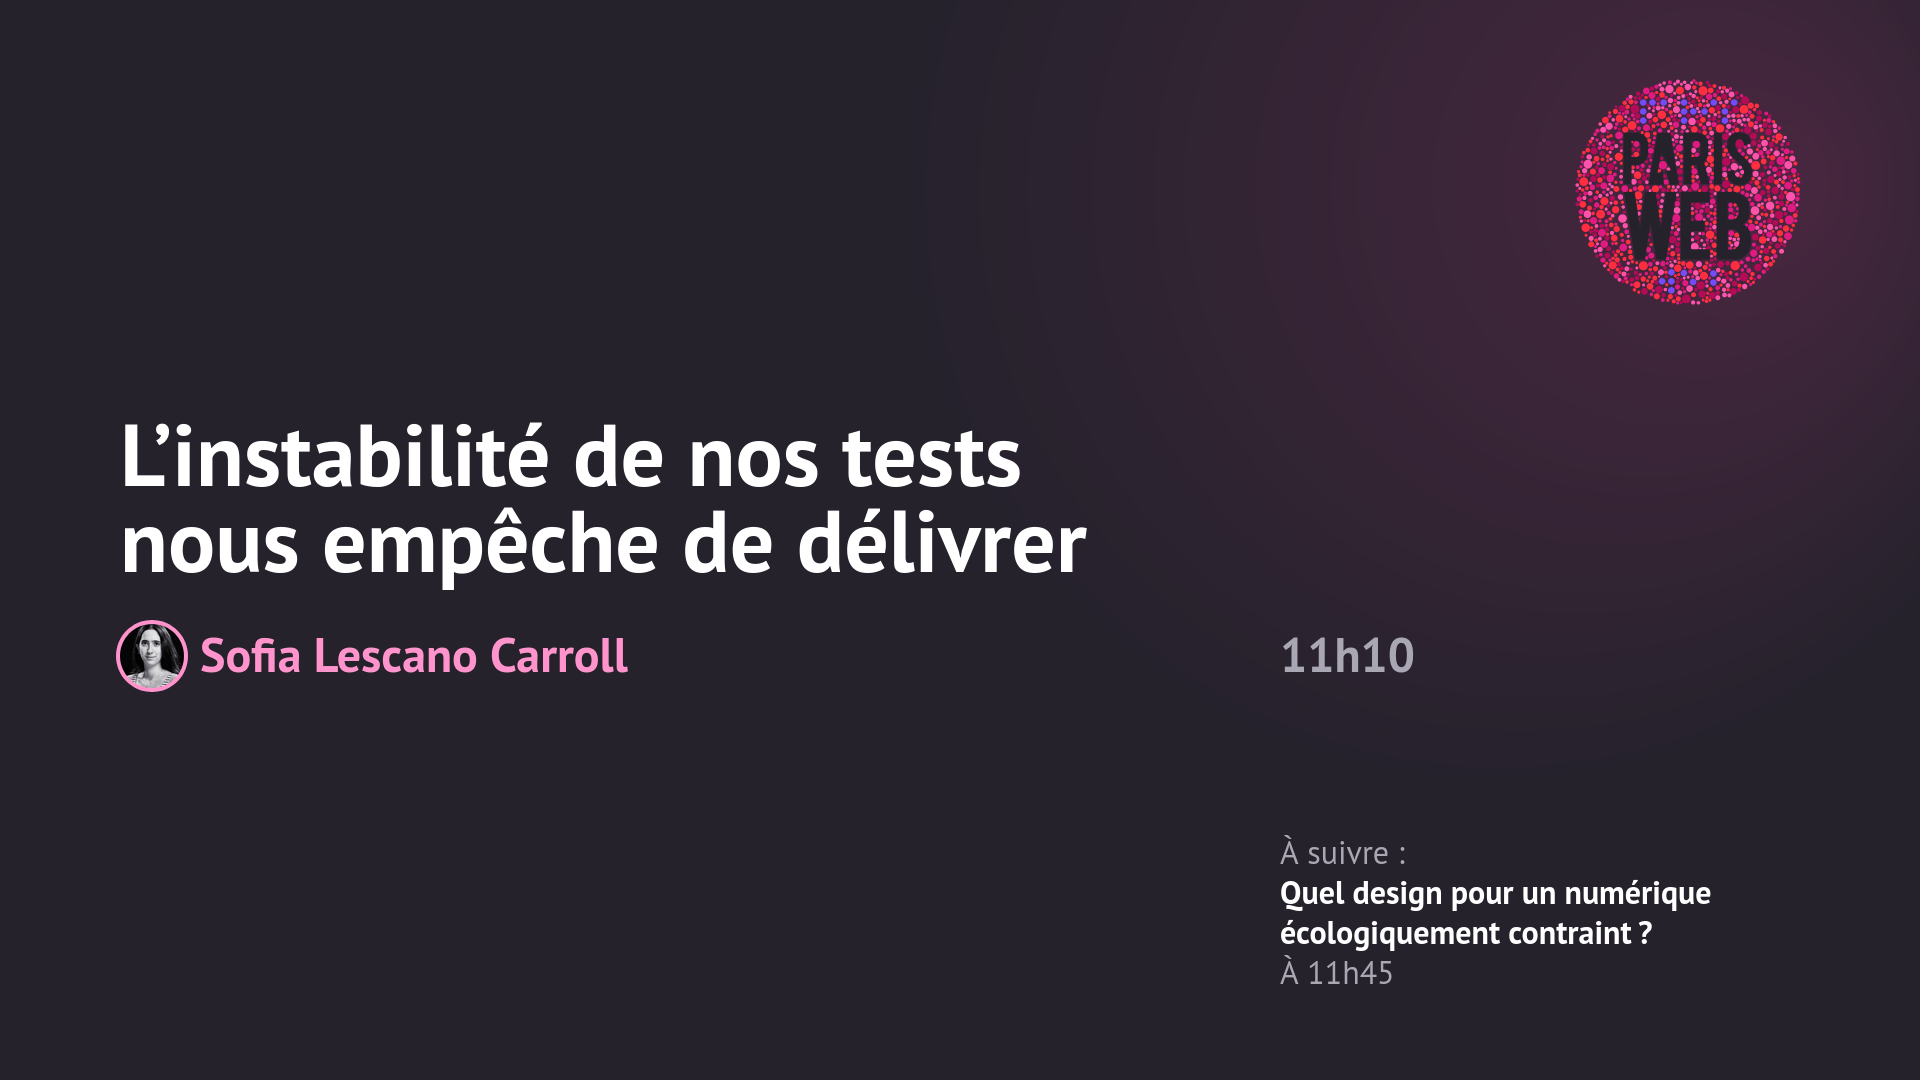 PARIS
WEB
L’instabilité de nos tests
nous empêche de délivrer
Sofia Lescano Carroll
11h10
À suivre :
Quel design pour un numérique
écologiquement contraint ?
À 11h45